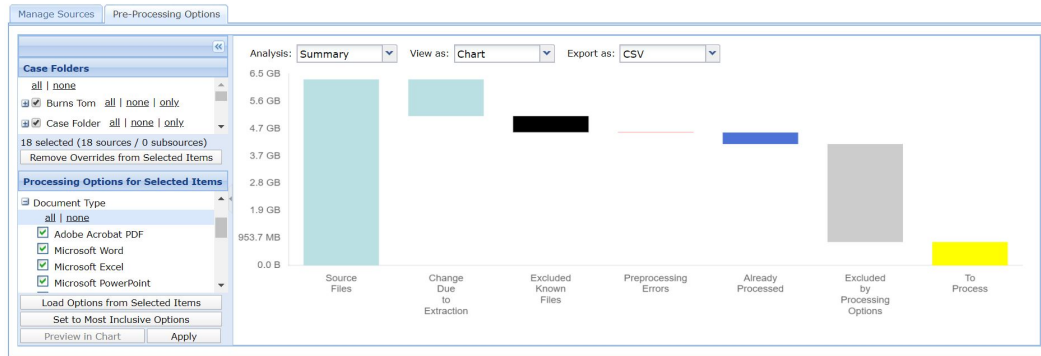 Manage Sources Pre-Processing Options
Case Folders
all | none
Burns Tom all | none | only
Case Folder all | none | only
18 selected (18 sources / 0 subsources)
Remove Overrides from Selected Items
Processing Options for Selected Items
Document Type
all | none
Adobe Acrobat PDF
Microsoft Word
Microsoft Excel
Microsoft PowerPoint
Load Options from Selected Items
Set to Most Inclusive Options
Preview in Chart Apply
Analysis: Summary View as: Chart Export as: CSV
6.5 GB
5.6 GB
4.7 GB
3.7 GB
2.8 GB
1.9 GB
953.7 MB
0.0 B
Source
Files
Change
Due
to
Extraction
Excluded
Known
Files
Preprocessing
Errors
Already
Processed
Excluded
by
Processing
Options
To
Process